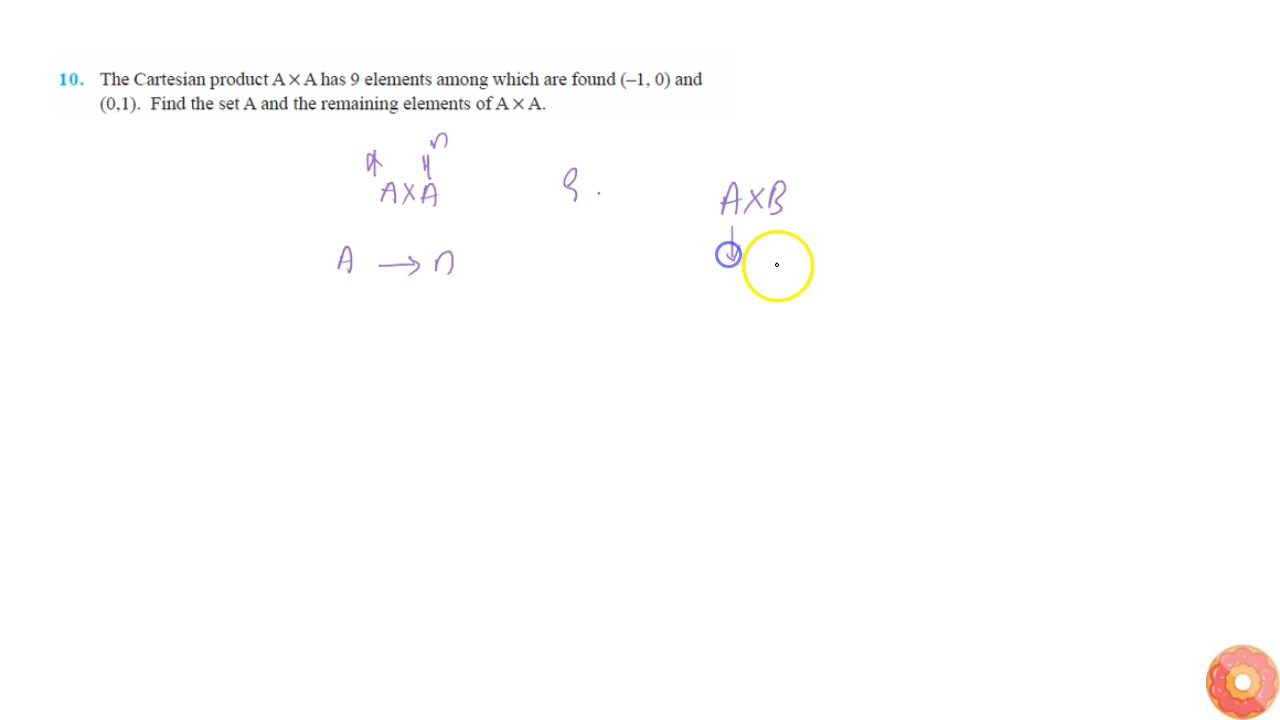 10. The Cartesian product A × A has 9 elements among which are found (–1, 0) and
(0,1). Find the set A and the remaining elements of A × A.
n
A×A 9 . A×B
A → n